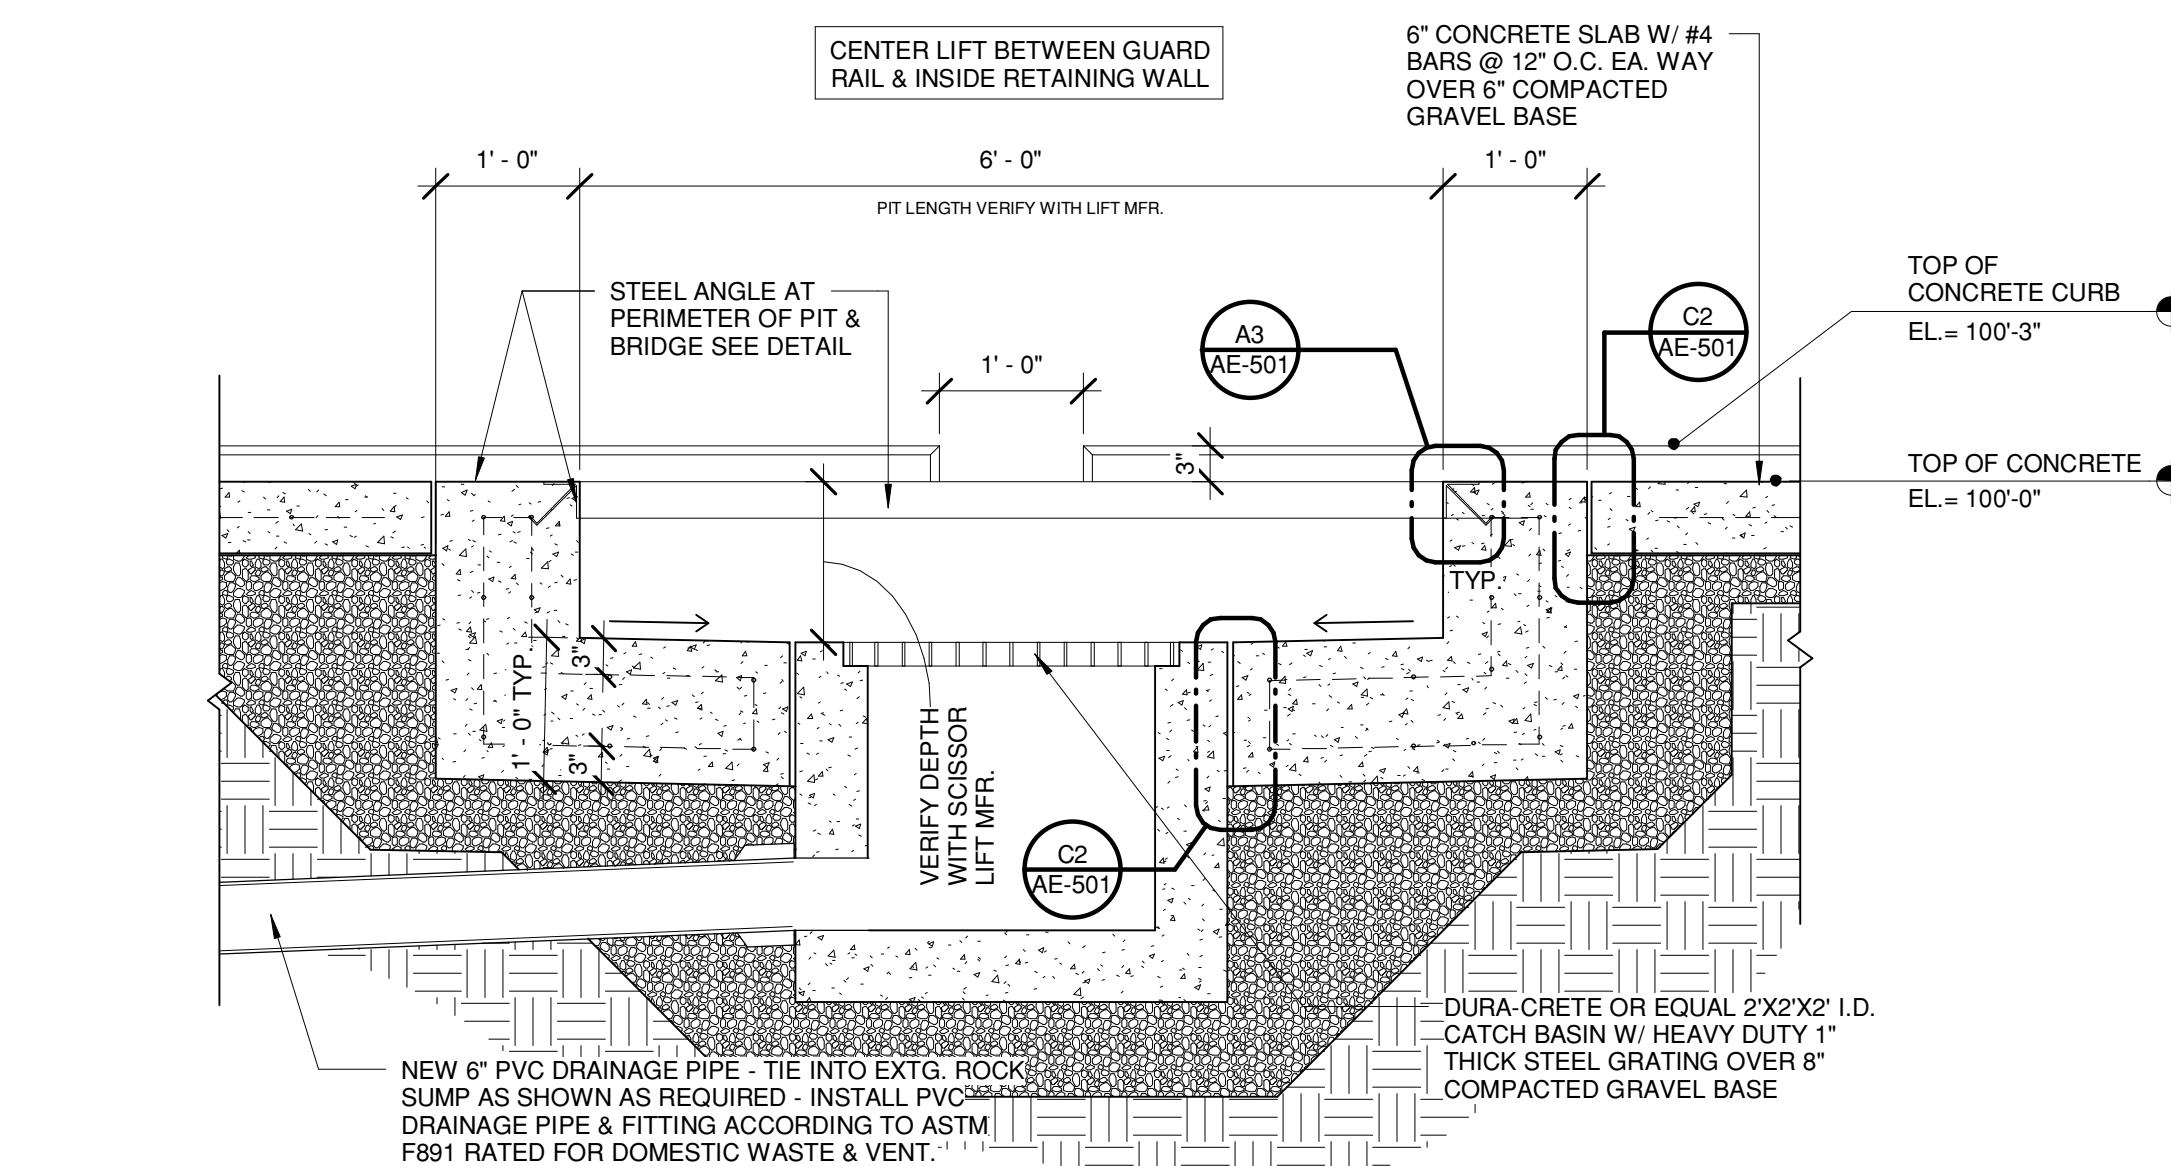 CENTER LIFT BETWEEN GUARD
RAIL & INSIDE RETAINING WALL
6" CONCRETE SLAB W/ #4
BARS @ 12" O.C. EA. WAY
OVER 6" COMPACTED
GRAVEL BASE
1' - 0"
6' - 0"
1' - 0"
PIT LENGTH VERIFY WITH LIFT MFR.
TOP OF
CONCRETE CURB
EL.= 100'-3"
STEEL ANGLE AT
PERIMETER OF PIT &
BRIDGE SEE DETAIL
A3
AE-501
C2
AE-501
1' - 0"
3"
TOP OF CONCRETE
EL.= 100'-0"
TYP.
1' - 0" TYP.
3"
3"
VERIFY DEPTH
WITH SCISSOR
LIFT MFR.
C2
AE-501
DURA-CRETE OR EQUAL 2'X2'X2' I.D.
CATCH BASIN W/ HEAVY DUTY 1"
THICK STEEL GRATING OVER 8"
COMPACTED GRAVEL BASE
NEW 6" PVC DRAINAGE PIPE - TIE INTO EXTG. ROCK
SUMP AS SHOWN AS REQUIRED - INSTALL PVC
DRAINAGE PIPE & FITTING ACCORDING TO ASTM
F891 RATED FOR DOMESTIC WASTE & VENT.